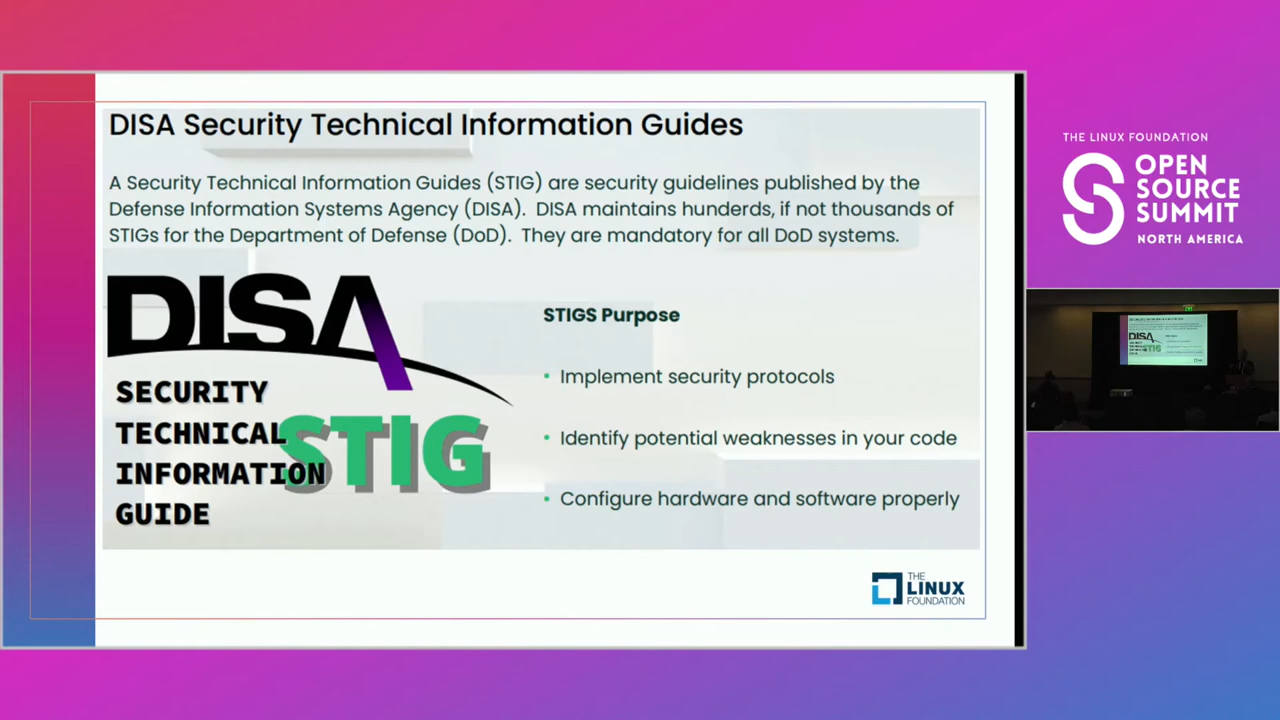 DISA Security Technical Information Guides
A Security Technical Information Guides (STIG) are security guidelines published by the
Defense Information Systems Agency (DISA). DISA maintains hunderds, if not thousands of
STIGs for the Department of Defense (DoD). They are mandatory for all DoD systems.
DISA
SECURITY
TECHNICAL
INFORMATION
GUIDE
STIG
STIGS Purpose
• Implement security protocols
• Identify potential weaknesses in your code
• Configure hardware and software properly
THE
LINUX
FOUNDATION
THE LINUX FOUNDATION
OPEN
SOURCE
SUMMIT
NORTH AMERICA